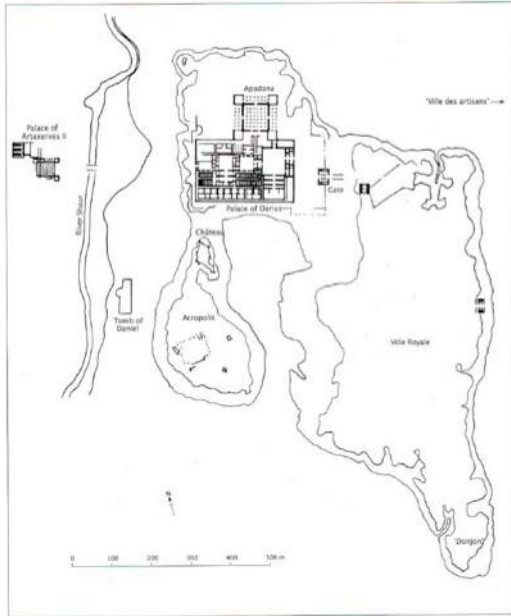 Apadana
'Ville des artisans'
Palace of
Artaxerxes II
Gate
Palace of Darius
River Shaur
Château
Tomb of
Daniel
Acropolis
Ville Royale
N
'Donjon'
0 100 200 300 400 500 m